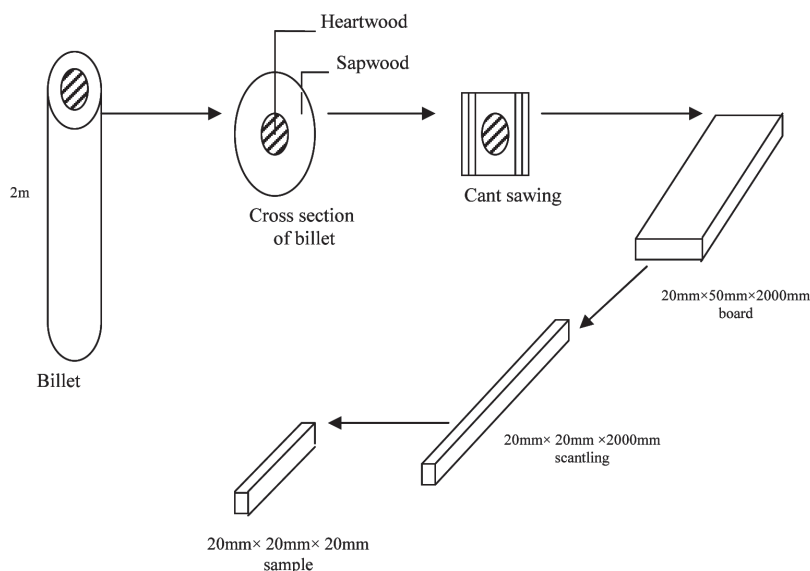 Heartwood
Sapwood
2m
Cross section
of billet
Cant sawing
20mm×50mm×2000mm
board
Billet
20mm× 20mm ×2000mm
scantling
20mm× 20mm× 20mm
sample